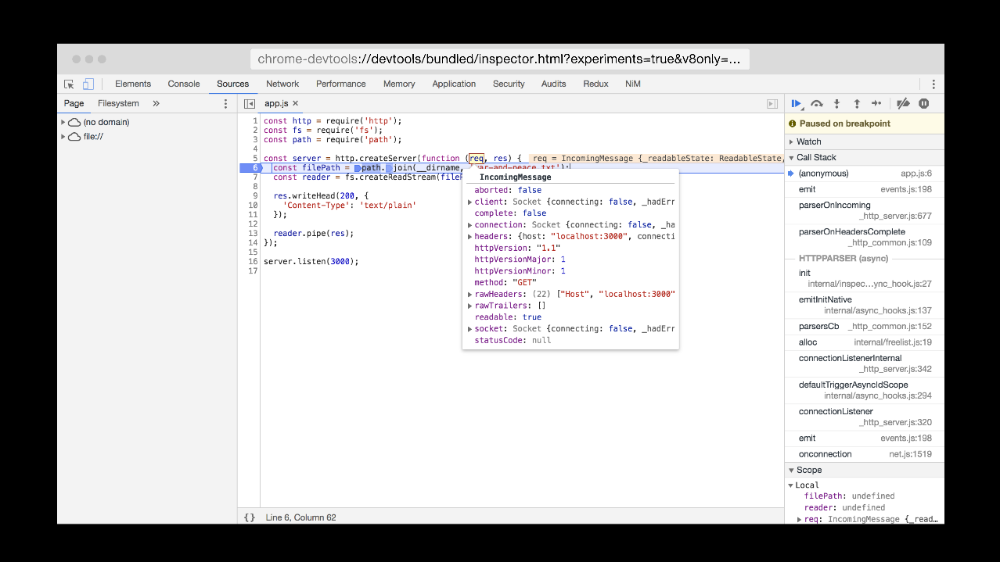 chrome-devtools://devtools/bundled/inspector.html?experiments=true&v8only=...
Elements Console Sources Network Performance Memory Application Security Audits Redux NiM
Page Filesystem »
(no domain)
file://
app.js ×
1 const http = require('http');
2 const fs = require('fs');
3 const path = require('path');
4
5 const server = http.createServer(function (req, res) { req = IncomingMessage {_readableState: ReadableState,
6 const filePath = path.join(__dirname, 'war-and-peace.txt');
7 const reader = fs.createReadStream(fileP
8
9 res.writeHead(200, {
10 'Content-Type': 'text/plain'
11 });
12
13 reader.pipe(res);
14 });
15
16 server.listen(3000);
17
IncomingMessage
aborted: false
client: Socket {connecting: false, _hadErr
complete: false
connection: Socket {connecting: false, _ha
headers: {host: "localhost:3000", connecti
httpVersion: "1.1"
httpVersionMajor: 1
httpVersionMinor: 1
method: "GET"
rawHeaders: (22) ["Host", "localhost:3000"
rawTrailers: []
readable: true
socket: Socket {connecting: false, _hadErr
statusCode: null
{} Line 6, Column 62
Paused on breakpoint
Watch
Call Stack
(anonymous) app.js:6
emit events.js:198
parserOnIncoming
_http_server.js:677
parserOnHeadersComplete
_http_common.js:109
HTTPPARSER (async)
init
internal/inspec...ync_hook.js:27
emitInitNative
internal/async_hooks.js:137
parsersCb _http_common.js:152
alloc internal/freelist.js:19
connectionListenerInternal
_http_server.js:342
defaultTriggerAsyncIdScope
internal/async_hooks.js:294
connectionListener
_http_server.js:320
emit events.js:198
onconnection net.js:1519
Scope
Local
filePath: undefined
reader: undefined
req: IncomingMessage {_read...